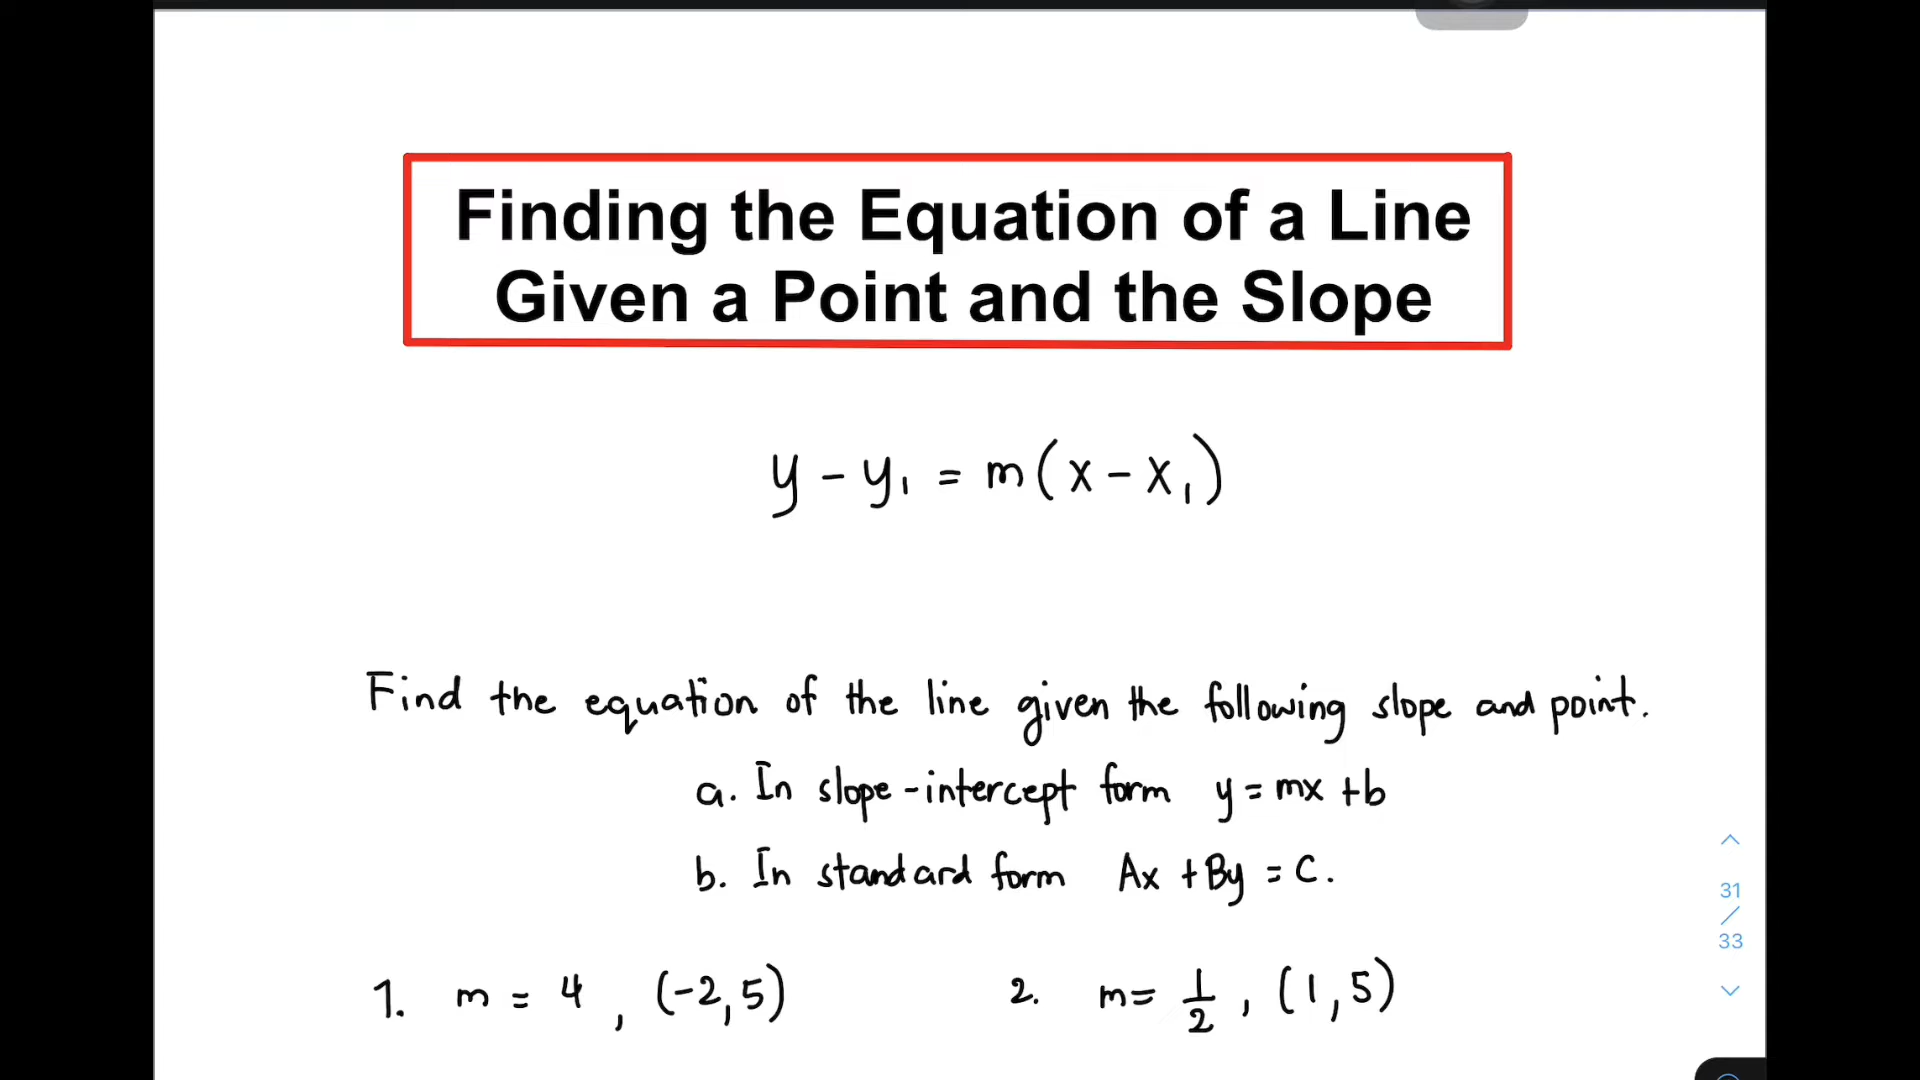 Finding the Equation of a Line
Given a Point and the Slope
y - y₁ = m(x - x₁)
Find the equation of the line given the following slope and point.
a. In slope-intercept form y = mx + b
b. In standard form Ax + By = C.
1. m = 4 , (-2, 5)
2. m = 1/2 , (1, 5)
31
/
33